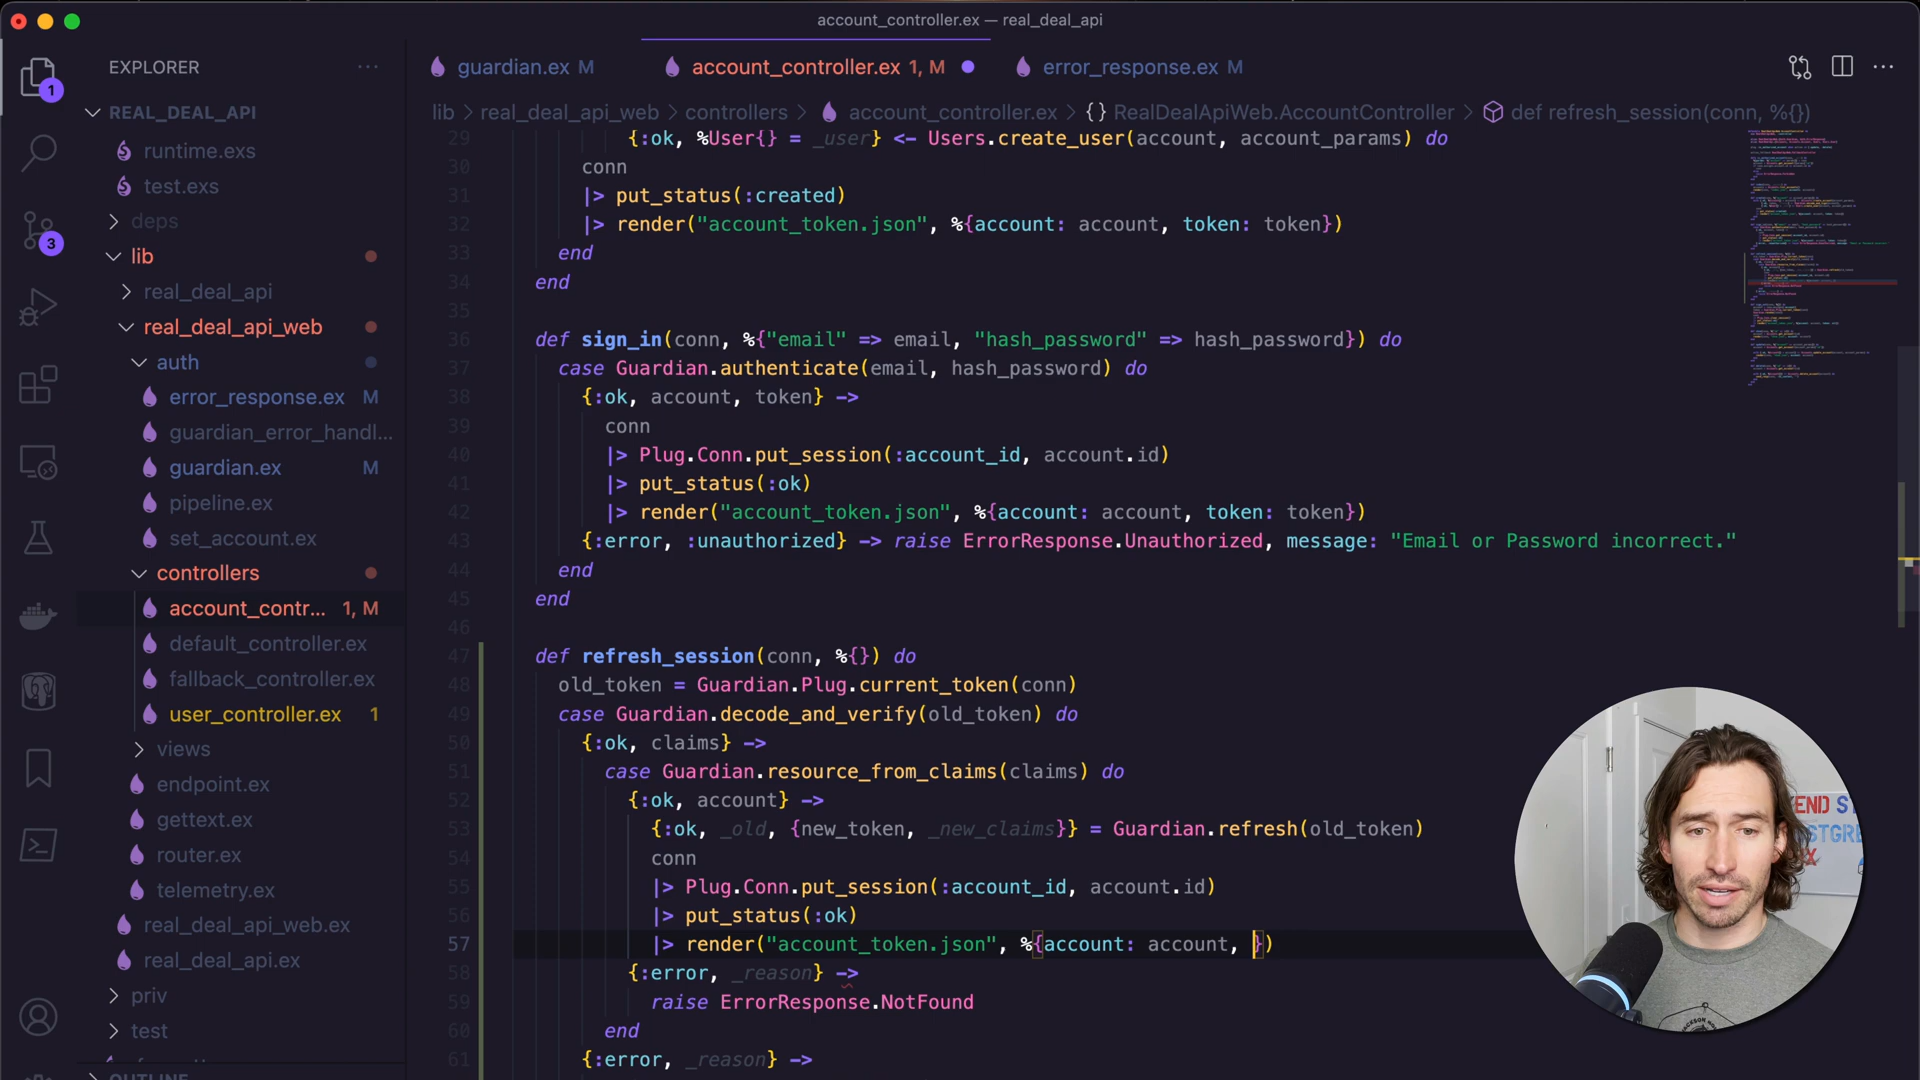 account_controller.ex — real_deal_api
EXPLORER
guardian.ex M
account_controller.ex 1, M
error_response.ex M
1
REAL_DEAL_API
lib > real_deal_api_web > controllers > account_controller.ex > {} RealDealApiWeb.AccountController > def refresh_session(conn, %{})
runtime.exs
test.exs
deps
3
lib
real_deal_api
real_deal_api_web
auth
error_response.ex M
guardian_error_handl...
guardian.ex M
pipeline.ex
set_account.ex
controllers
account_contr... 1, M
default_controller.ex
fallback_controller.ex
user_controller.ex 1
views
endpoint.ex
gettext.ex
router.ex
telemetry.ex
real_deal_api_web.ex
real_deal_api.ex
priv
test
OUTLINE
29 {:ok, %User{} = _user} <- Users.create_user(account, account_params) do
30 conn
31 |> put_status(:created)
32 |> render("account_token.json", %{account: account, token: token})
33 end
34 end
35
36 def sign_in(conn, %{"email" => email, "hash_password" => hash_password}) do
37 case Guardian.authenticate(email, hash_password) do
38 {:ok, account, token} ->
39 conn
40 |> Plug.Conn.put_session(:account_id, account.id)
41 |> put_status(:ok)
42 |> render("account_token.json", %{account: account, token: token})
43 {:error, :unauthorized} -> raise ErrorResponse.Unauthorized, message: "Email or Password incorrect."
44 end
45 end
46
47 def refresh_session(conn, %{}) do
48 old_token = Guardian.Plug.current_token(conn)
49 case Guardian.decode_and_verify(old_token) do
50 {:ok, claims} ->
51 case Guardian.resource_from_claims(claims) do
52 {:ok, account} ->
53 {:ok, _old, {new_token, _new_claims}} = Guardian.refresh(old_token)
54 conn
55 |> Plug.Conn.put_session(:account_id, account.id)
56 |> put_status(:ok)
57 |> render("account_token.json", %{account: account, })
58 {:error, _reason} ->
59 raise ErrorResponse.NotFound
60 end
61 {:error, _reason} ->